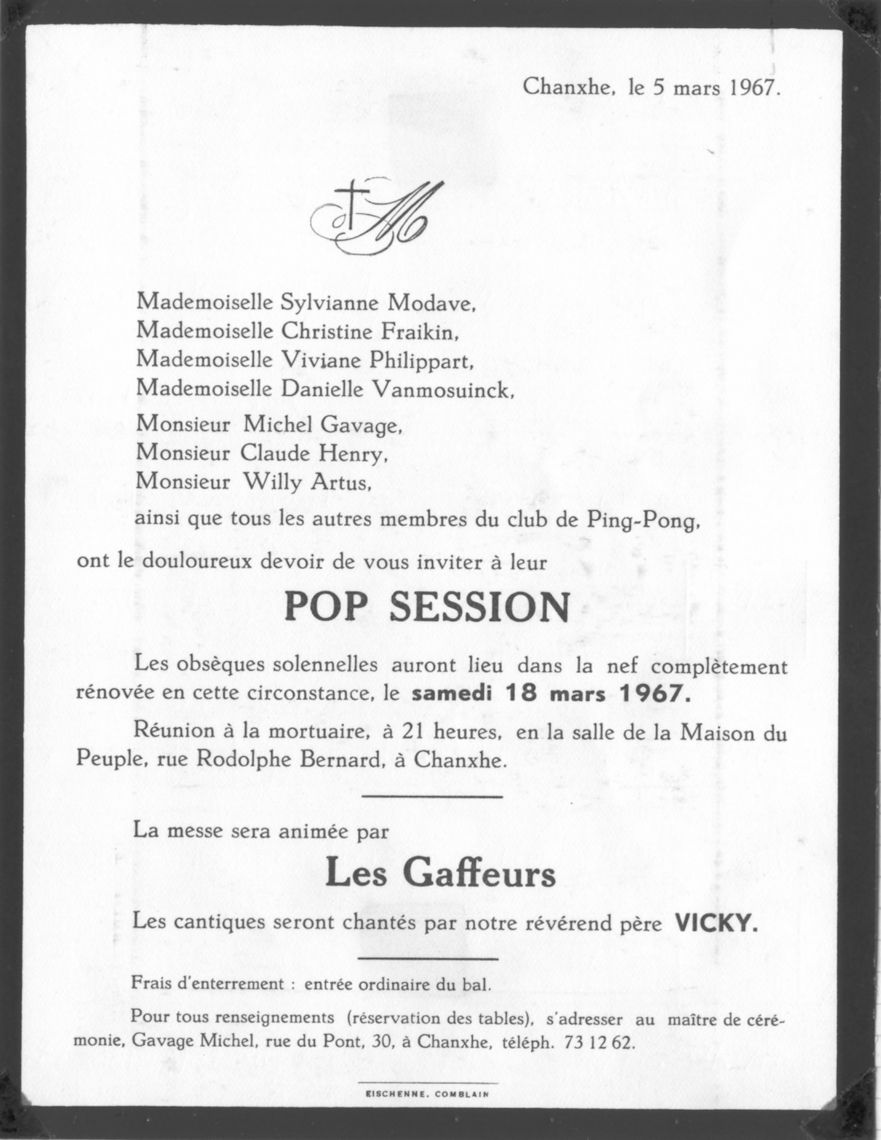 Chanxhe, le 5 mars 1967.
M
Mademoiselle Sylvianne Modave,
Mademoiselle Christine Fraikin,
Mademoiselle Viviane Philippart,
Mademoiselle Danielle Vanmosuinck,
Monsieur Michel Gavage,
Monsieur Claude Henry,
Monsieur Willy Artus,
ainsi que tous les autres membres du club de Ping-Pong,
ont le douloureux devoir de vous inviter à leur
POP SESSION
Les obsèques solennelles auront lieu dans la nef complètement
rénovée en cette circonstance, le samedi 18 mars 1967.
Réunion à la mortuaire, à 21 heures, en la salle de la Maison du
Peuple, rue Rodolphe Bernard, à Chanxhe.
La messe sera animée par
Les Gaffeurs
Les cantiques seront chantés par notre révérend père VICKY.
Frais d'enterrement : entrée ordinaire du bal.
Pour tous renseignements (réservation des tables), s'adresser au maître de céré-
monie, Gavage Michel, rue du Pont, 30, à Chanxhe, téléph. 73 12 62.
EISCHENNE, COMBLAIN